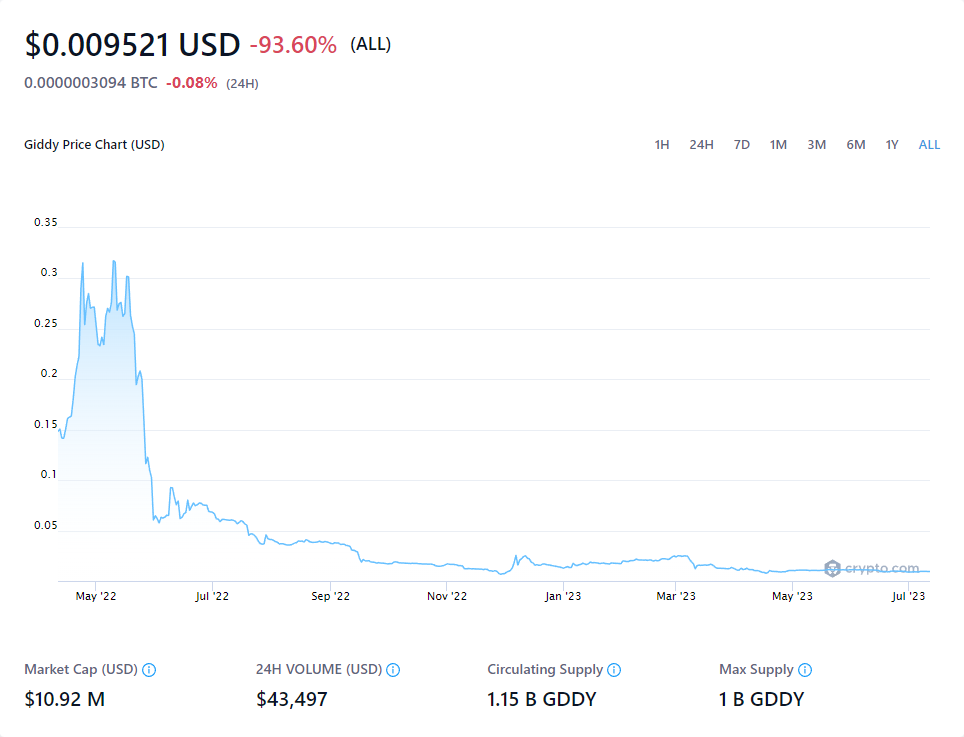 $0.009521 USD -93.60% (ALL)
0.0000003094 BTC -0.08% (24H)
Giddy Price Chart (USD) 1H 24H 7D 1M 3M 6M 1Y ALL
0.35
0.3
0.25
0.2
0.15
0.1
0.05
crypto.com
May '22 Jul '22 Sep '22 Nov '22 Jan '23 Mar '23 May '23 Jul '23
Market Cap (USD) 24H VOLUME (USD) Circulating Supply Max Supply
$10.92 M $43,497 1.15 B GDDY 1 B GDDY